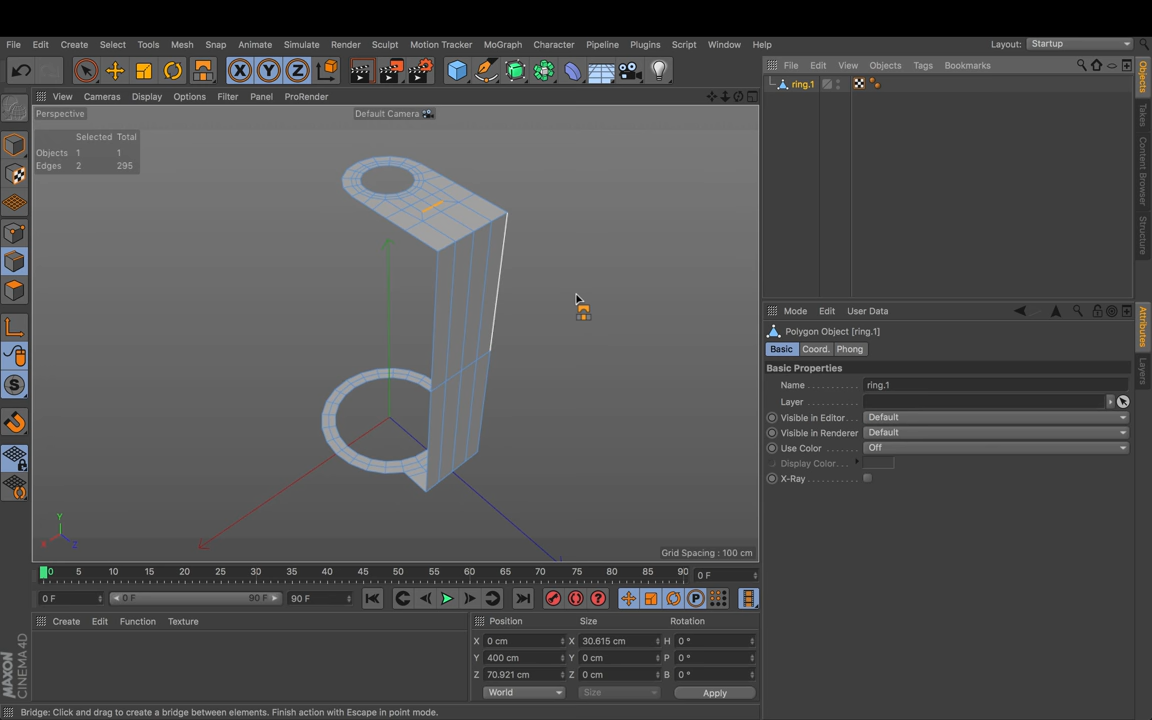 File Edit Create Select Tools Mesh Snap Animate Simulate Render Sculpt Motion Tracker MoGraph Character Pipeline Plugins Script Window Help Layout: Startup
File Edit View Objects Tags Bookmarks
ring.1
View Cameras Display Options Filter Panel ProRender
Perspective Default Camera
Selected Total
Objects 1 1
Edges 2 295
Y
X
Z
Grid Spacing : 100 cm
Objects
Takes
Content Browser
Structure
Mode Edit User Data
Polygon Object [ring.1]
Basic Coord. Phong
Basic Properties
Name ring.1
Layer
Visible in Editor Default
Visible in Renderer Default
Use Color Off
Display Color
X-Ray
Attributes
Layers
0 5 10 15 20 25 30 35 40 45 50 55 60 65 70 75 80 85 90 0 F
0 F 0 F 90 F 90 F
Create Edit Function Texture
Position Size Rotation
X 0 cm X 30.615 cm H 0 °
Y 400 cm Y 0 cm P 0 °
Z 70.921 cm Z 0 cm B 0 °
World Size Apply
MAXON
CINEMA 4D
Bridge: Click and drag to create a bridge between elements. Finish action with Escape in point mode.